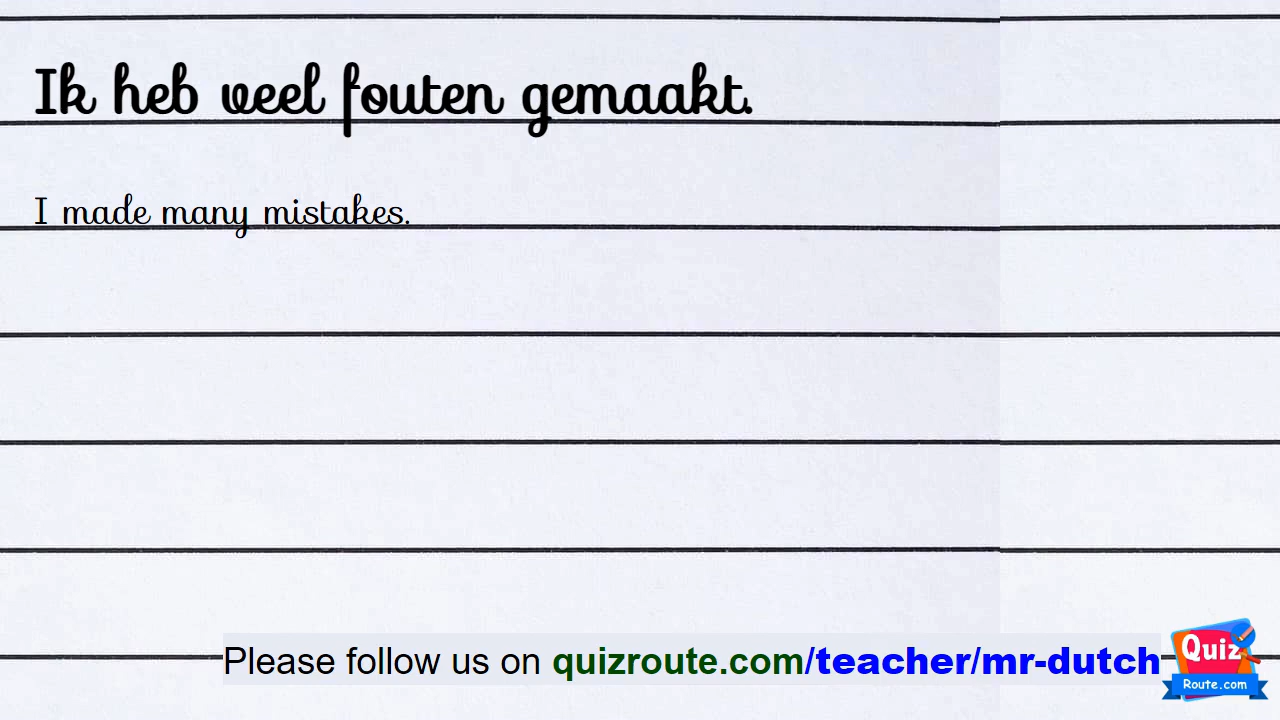 Ik heb veel fouten gemaakt.
I made many mistakes.
Please follow us on quizroute.com/teacher/mr-dutch
Quiz
Route.com